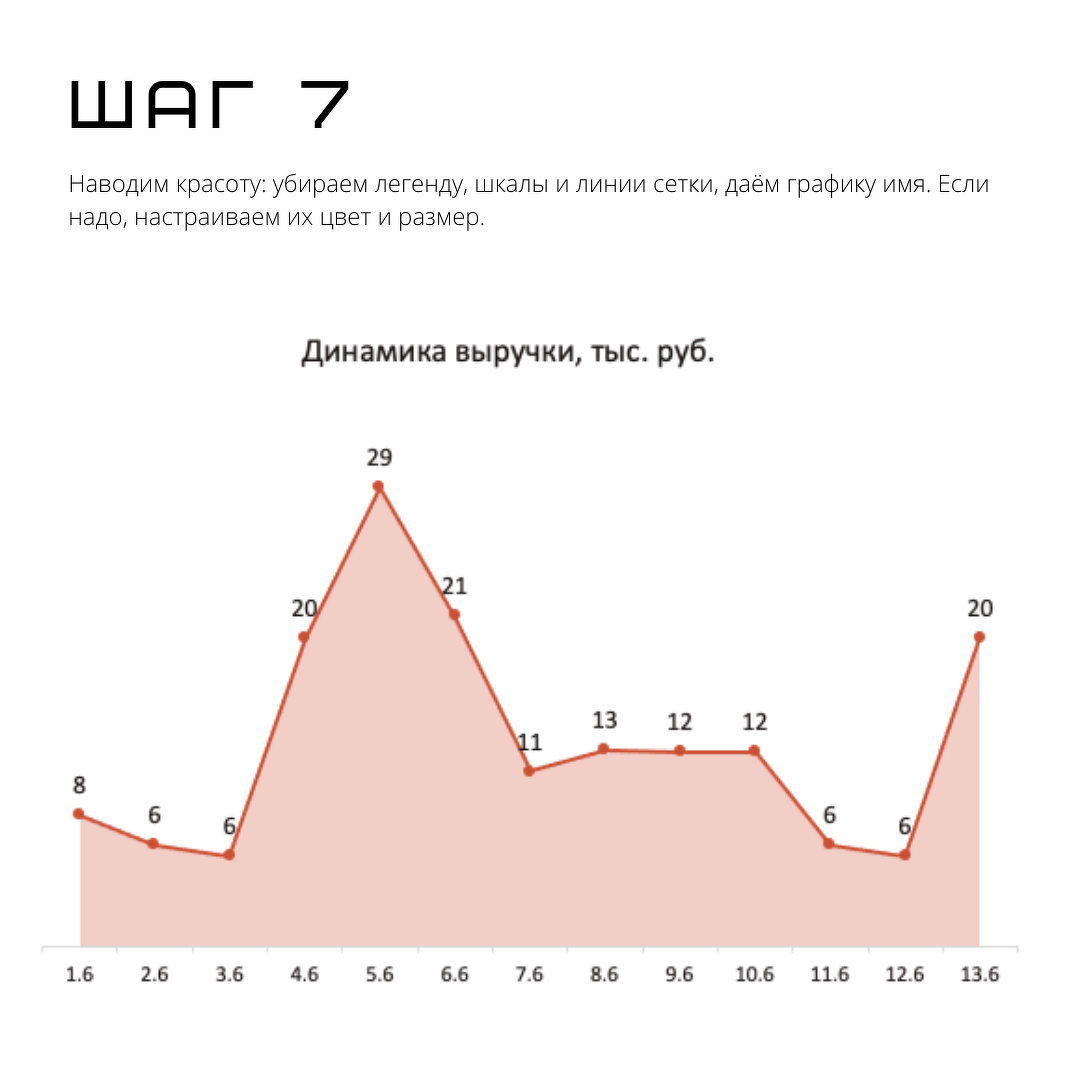 ШАГ 7
Наводим красоту: убираем легенду, шкалы и линии сетки, даём графику имя. Если
надо, настраиваем их цвет и размер.
Динамика выручки, тыс. руб.
29
21
20
20
13
12
12
11
8
6
6
6
6
1.6 2.6 3.6 4.6 5.6 6.6 7.6 8.6 9.6 10.6 11.6 12.6 13.6